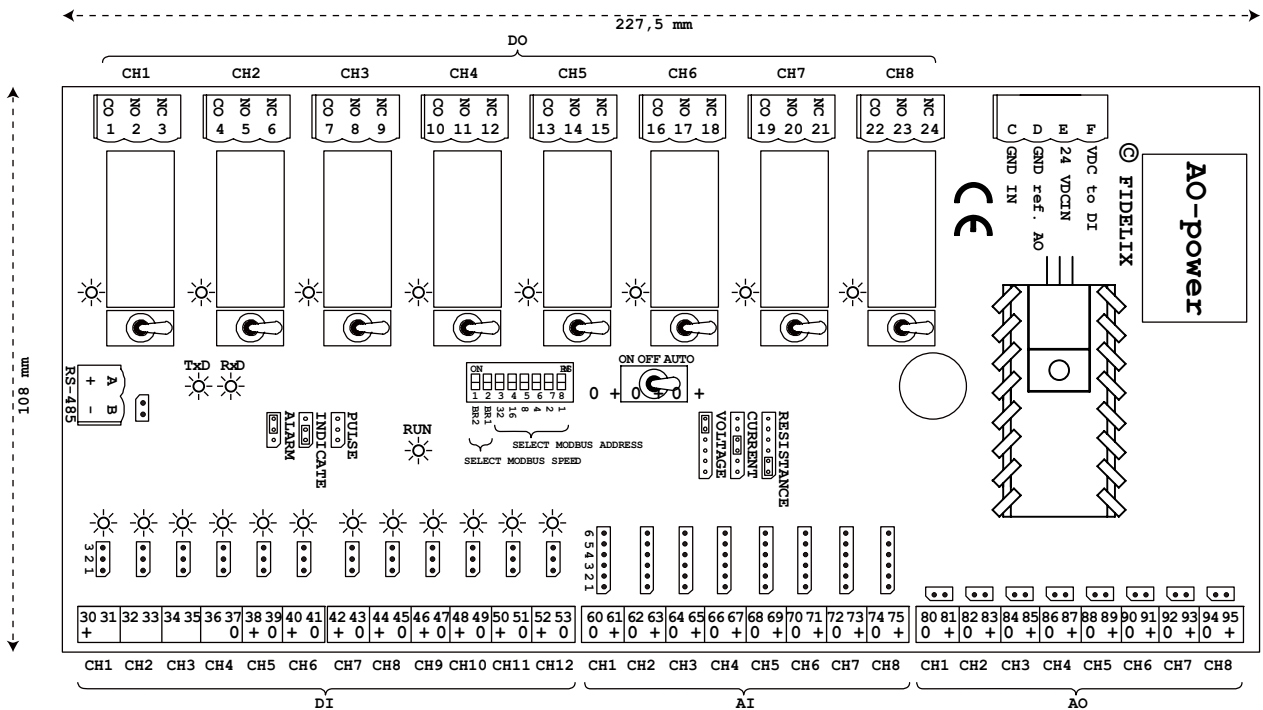 227,5 mm
DO
CH1 CH2 CH3 CH4 CH5 CH6 CH7 CH8
CO NO NC CO NO NC CO NO NC CO NO NC CO NO NC CO NO NC CO NO NC CO NO NC
1 2 3 4 5 6 7 8 9 10 11 12 13 14 15 16 17 18 19 20 21 22 23 24
C D E F
GND IN
GND ref. AO
24 VDCIN
VDC to DI
© FIDELIX
AO-power
CE
108 mm
RS-485
+ A
- B
TxD RxD
ALARM
INDICATE
PULSE
RUN
ON
1 2 3 4 5 6 7 8
BR2 BR1 32 16 8 4 2 1
SELECT MODBUS ADDRESS
SELECT MODBUS SPEED
ON OFF AUTO
0 + 0 + 0 +
VOLTAGE
CURRENT
RESISTANCE
3 2 1
6 5 4 3 2 1
30 31 32 33 34 35 36 37 38 39 40 41 42 43 44 45 46 47 48 49 50 51 52 53
+ 0 + 0 + 0 + 0 + 0 + 0 + 0 + 0 + 0
60 61 62 63 64 65 66 67 68 69 70 71 72 73 74 75
0 + 0 + 0 + 0 + 0 + 0 + 0 + 0 +
80 81 82 83 84 85 86 87 88 89 90 91 92 93 94 95
0 + 0 + 0 + 0 + 0 + 0 + 0 + 0 +
CH1 CH2 CH3 CH4 CH5 CH6 CH7 CH8 CH9 CH10 CH11 CH12
CH1 CH2 CH3 CH4 CH5 CH6 CH7 CH8
CH1 CH2 CH3 CH4 CH5 CH6 CH7 CH8
DI
AI
AO